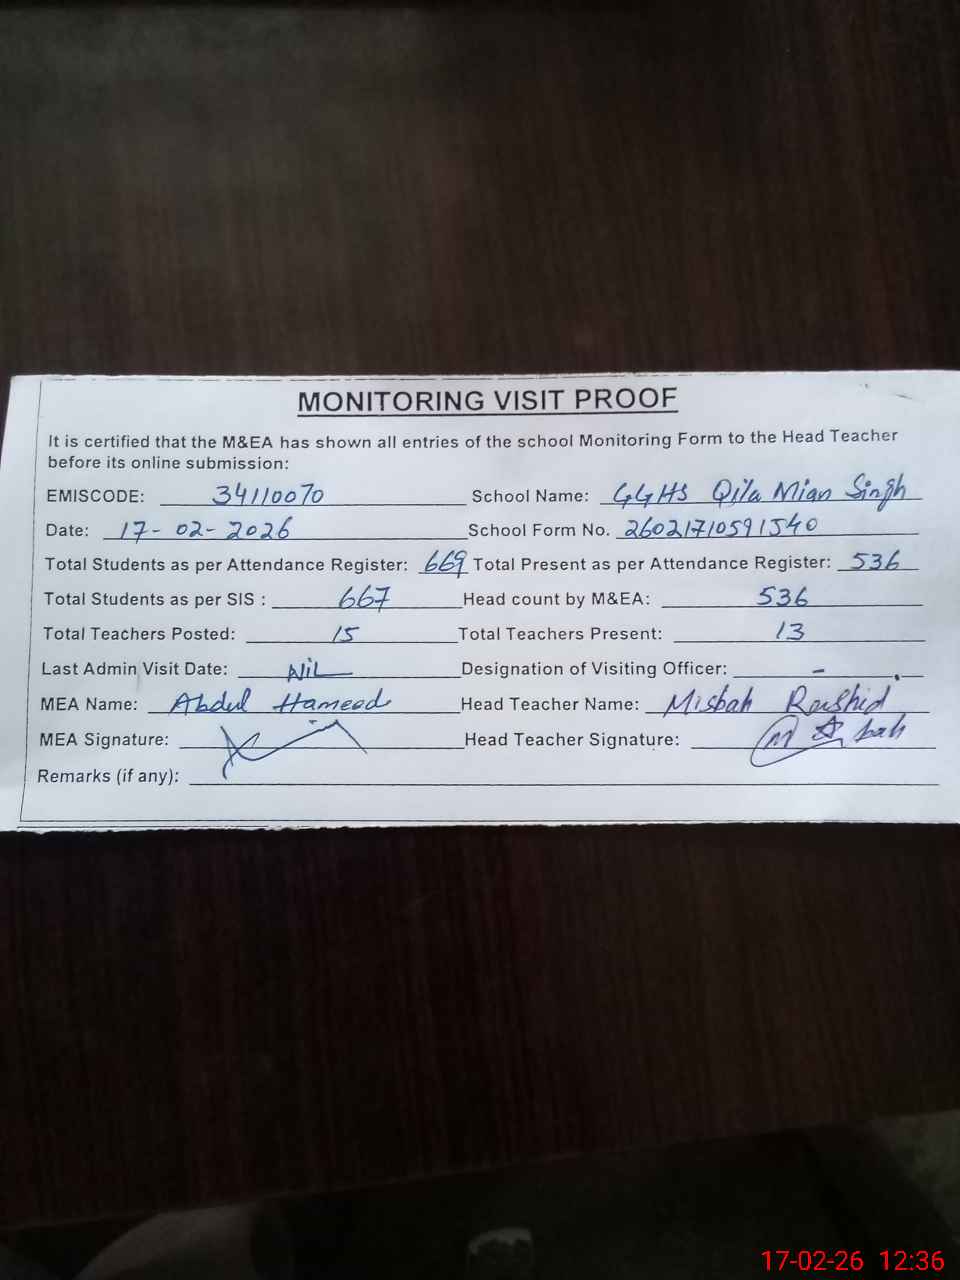 MONITORING VISIT PROOF
It is certified that the M&EA has shown all entries of the school Monitoring Form to the Head Teacher
before its online submission:
EMISCODE: 34110070 School Name: GGHS Qila Mian Singh
Date: 17-02-2026 School Form No. 26021710591540
Total Students as per Attendance Register: 669 Total Present as per Attendance Register: 536
Total Students as per SIS : 667 Head count by M&EA: 536
Total Teachers Posted: 15 Total Teachers Present: 13
Last Admin Visit Date: Nil Designation of Visiting Officer: -
MEA Name: Abdul Hameed Head Teacher Name: Misbah Rashid
MEA Signature: Head Teacher Signature:
Remarks (if any):
17-02-26 12:36